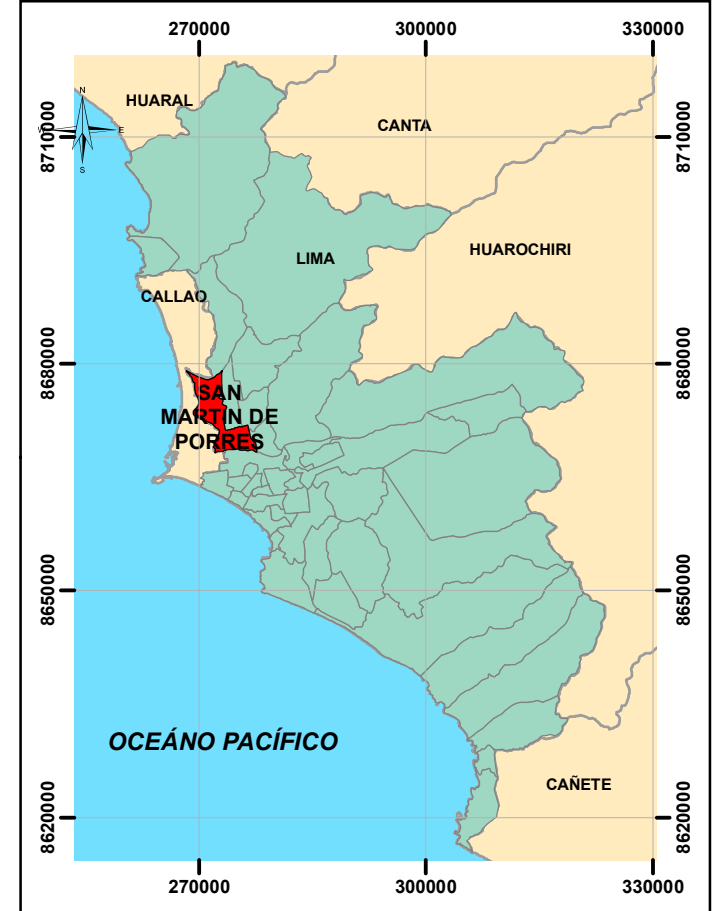 270000 300000 330000
N
HUARAL
W E
CANTA
8710000 8710000
S
LIMA
HUAROCHIRI
CALLAO
8680000 8680000
SAN
MARTIN DE
PORRES
8650000 8650000
OCEÁNO PACÍFICO
CAÑETE
8620000 8620000
270000 300000 330000